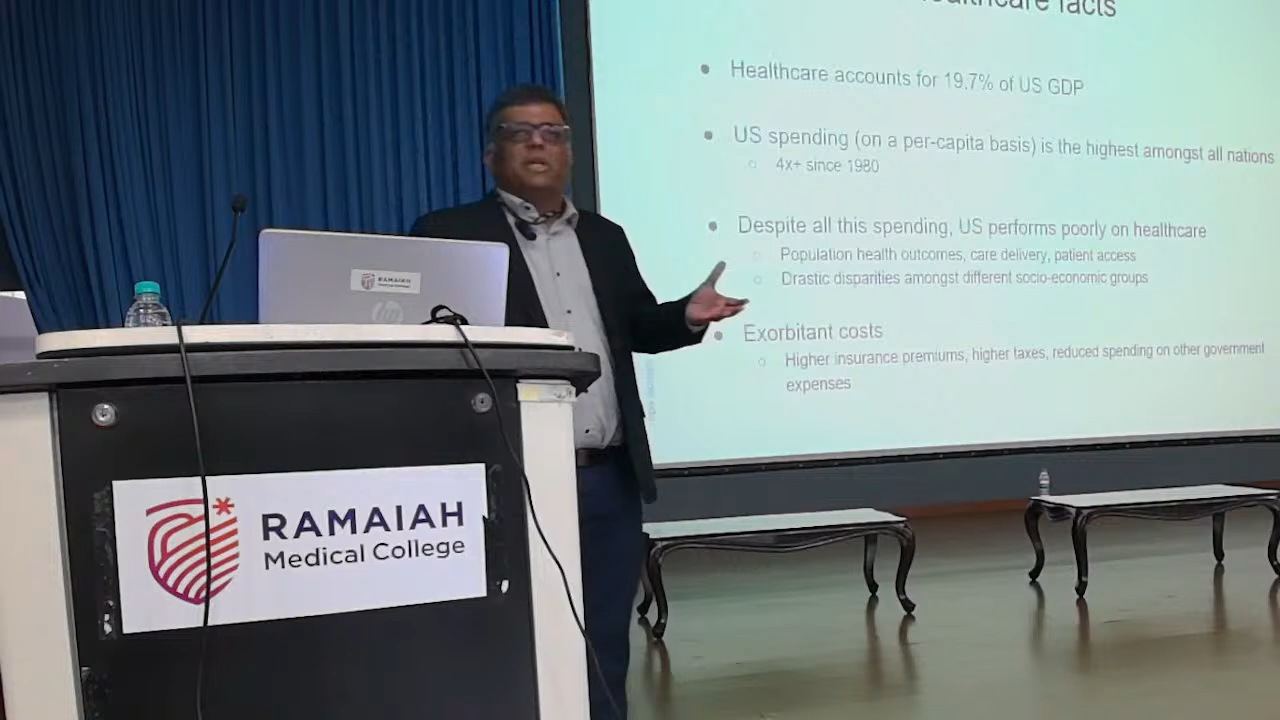 healthcare facts
Healthcare accounts for 19.7% of US GDP
US spending (on a per-capita basis) is the highest amongst all nations
4x+ since 1980
Despite all this spending, US performs poorly on healthcare
Population health outcomes, care delivery, patient access
Drastic disparities amongst different socio-economic groups
Exorbitant costs
Higher insurance premiums, higher taxes, reduced spending on other government
expenses
RAMAIAH
Medical College
hp
RAMAIAH
Medical College